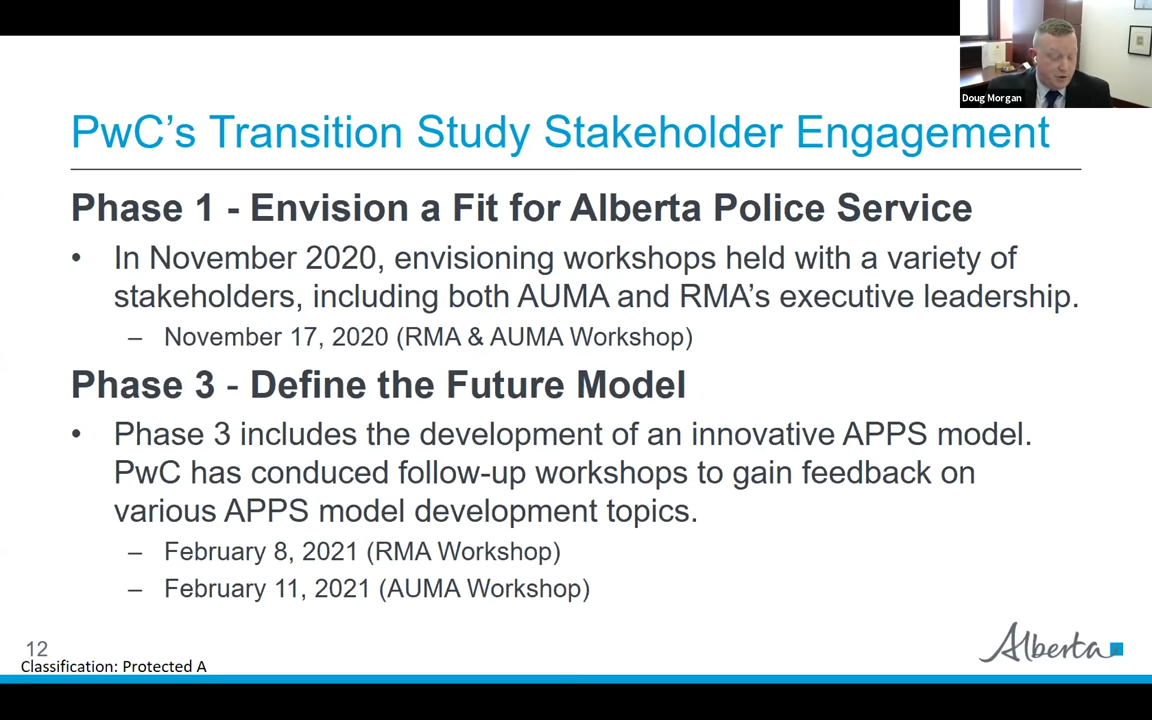 Doug Morgan
PwC's Transition Study Stakeholder Engagement
Phase 1 - Envision a Fit for Alberta Police Service
• In November 2020, envisioning workshops held with a variety of
stakeholders, including both AUMA and RMA's executive leadership.
– November 17, 2020 (RMA & AUMA Workshop)
Phase 3 - Define the Future Model
• Phase 3 includes the development of an innovative APPS model.
PwC has conduced follow-up workshops to gain feedback on
various APPS model development topics.
– February 8, 2021 (RMA Workshop)
– February 11, 2021 (AUMA Workshop)
12
Classification: Protected A
Alberta